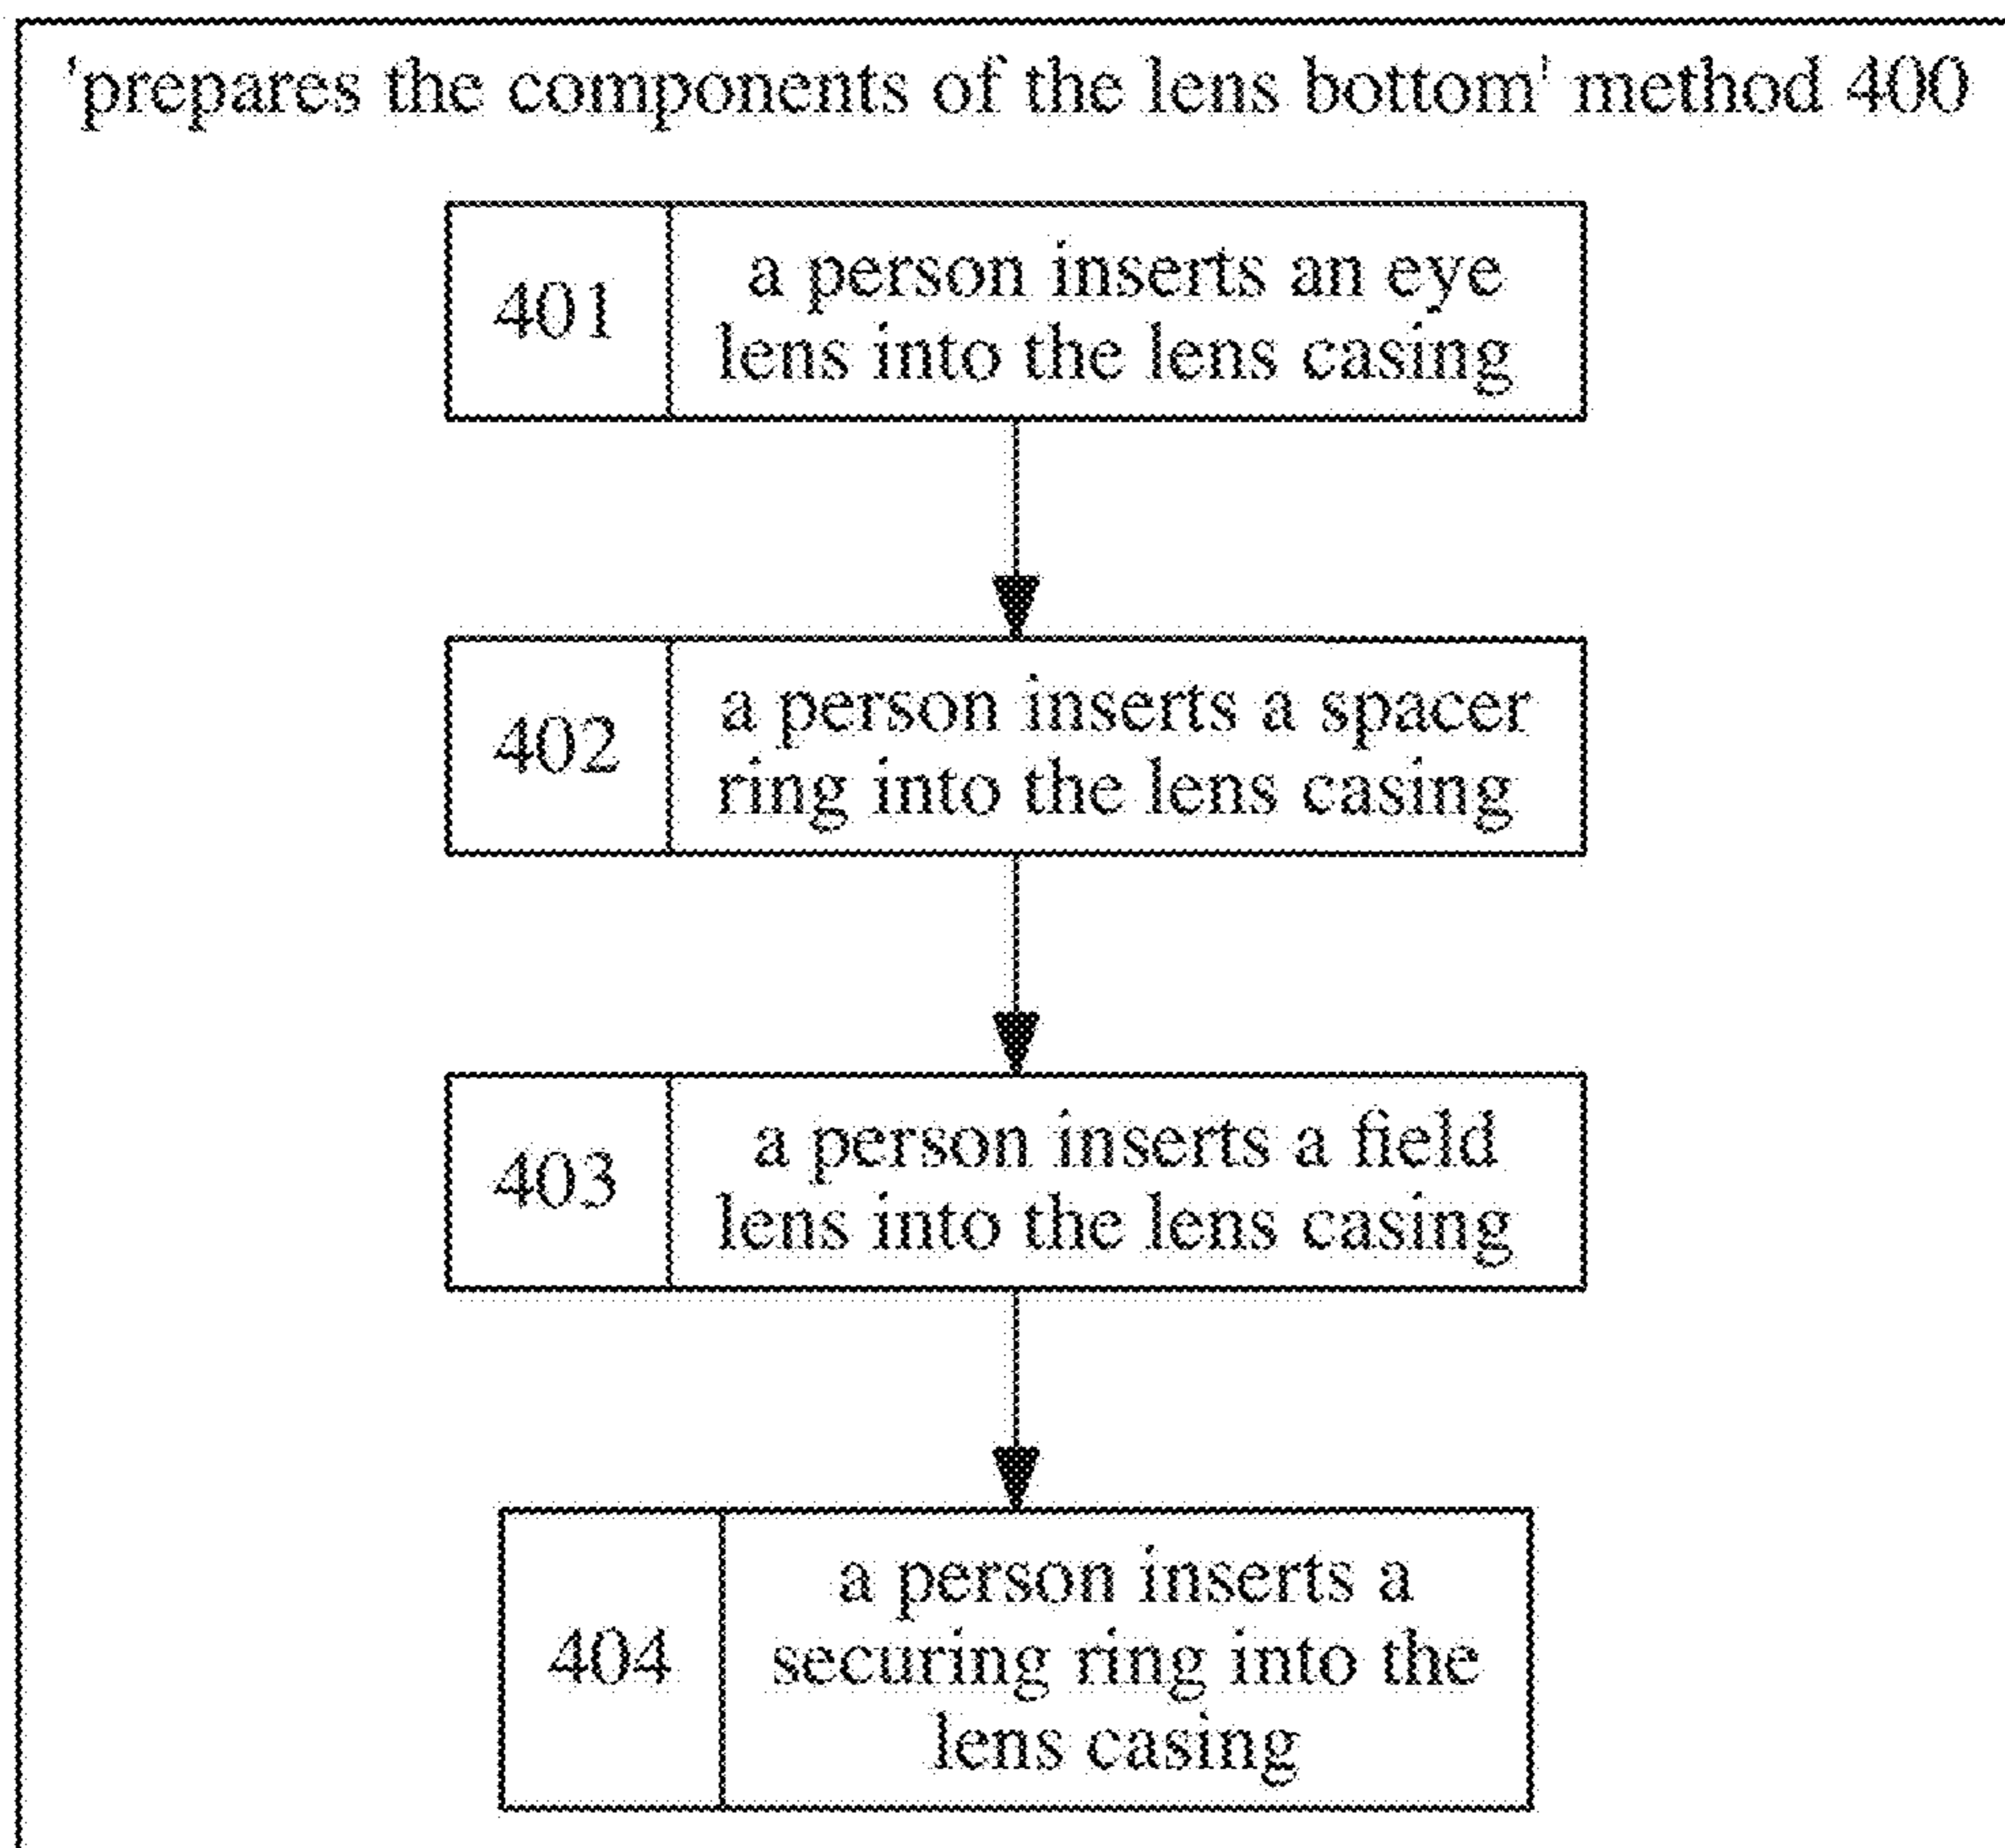 'prepares the components of the lens bottom' method 400
401
a person inserts an eye
lens into the lens casing
402
a person inserts a spacer
ring into the lens casing
403
a person inserts a field
lens into the lens casing
404
a person inserts a
securing ring into the
lens casing